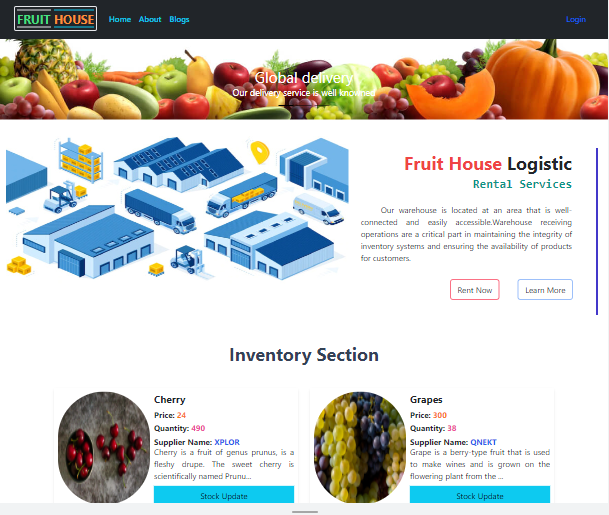 FRUIT HOUSE
Home About Blogs
Login
Global delivery
Our delivery service is well knowned
Fruit House Logistic
Rental Services
Our warehouse is located at an area that is well-
connected and easily accessible.Warehouse receiving
operations are a critical part in maintaining the integrity of
inventory systems and ensuring the availability of products
for customers.
Rent Now Learn More
Inventory Section
Cherry
Price: 24
Quantity: 490
Supplier Name: XPLOR
Cherry is a fruit of genus prunus, is a
fleshy drupe. The sweet cherry is
scientifically named Prunu...
Stock Update
Grapes
Price: 300
Quantity: 38
Supplier Name: QNEKT
Grape is a berry-type fruit that is used
to make wines and is grown on the
flowering plant from the ...
Stock Update